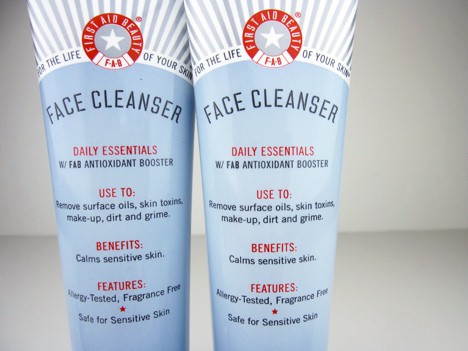 FIRST AID BEAUTY
F·A·B
FOR THE LIFE OF YOUR SKIN
FACE CLEANSER
DAILY ESSENTIALS
W/ FAB ANTIOXIDANT BOOSTER
USE TO:
Remove surface oils, skin toxins,
make-up, dirt and grime.
BENEFITS:
Calms sensitive skin.
FEATURES:
Allergy-Tested, Fragrance Free
Safe for Sensitive Skin
FIRST AID BEAUTY
F·A·B
FOR THE LIFE OF YOUR SKIN
FACE CLEANSER
DAILY ESSENTIALS
W/ FAB ANTIOXIDANT BOOSTER
USE TO:
Remove surface oils, skin toxins,
make-up, dirt and grime.
BENEFITS:
Calms sensitive skin.
FEATURES:
Allergy-Tested, Fragrance Free
Safe for Sensitive Skin